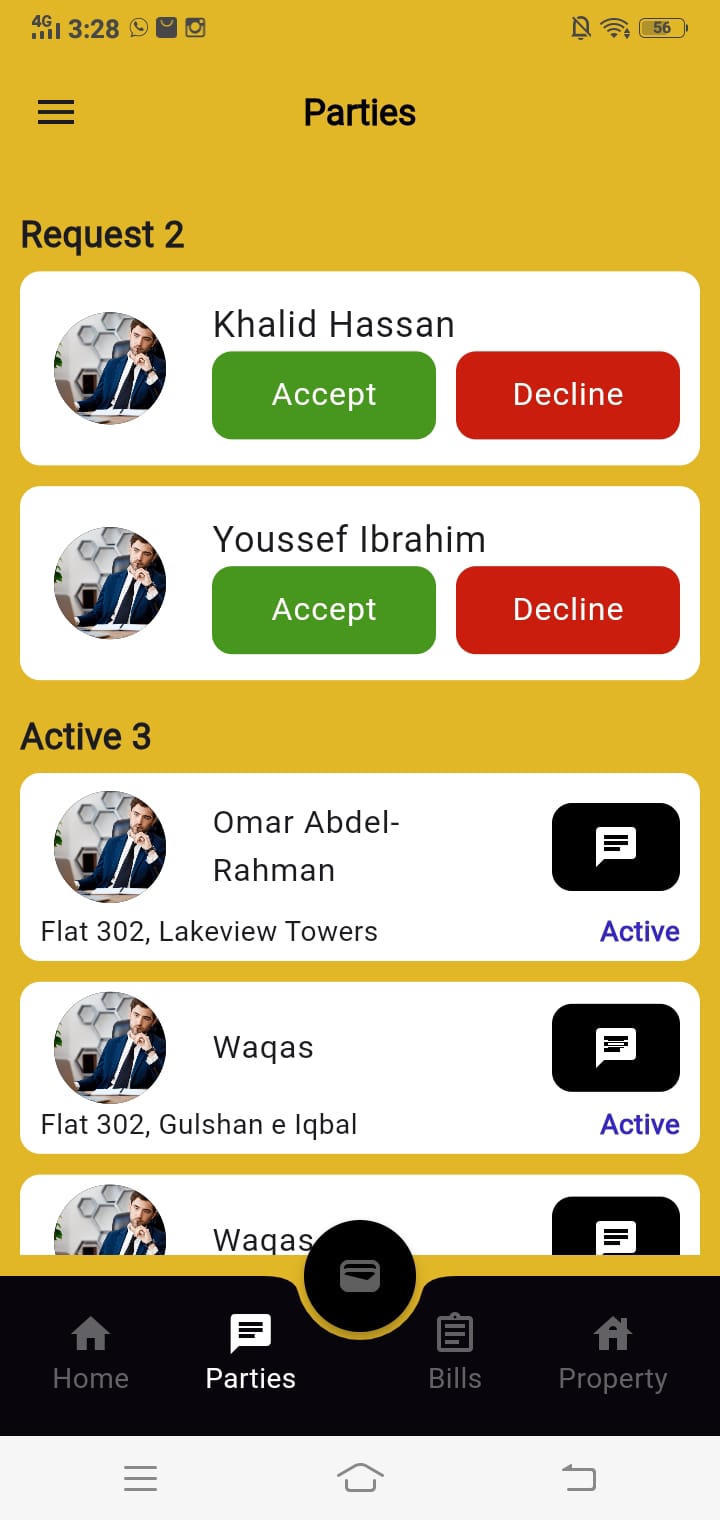 4G 3:28 56
Parties
Request 2
Khalid Hassan
Accept Decline
Youssef Ibrahim
Accept Decline
Active 3
Omar Abdel-
Rahman
Flat 302, Lakeview Towers Active
Waqas
Flat 302, Gulshan e Iqbal Active
Waqas
Home Parties Bills Property